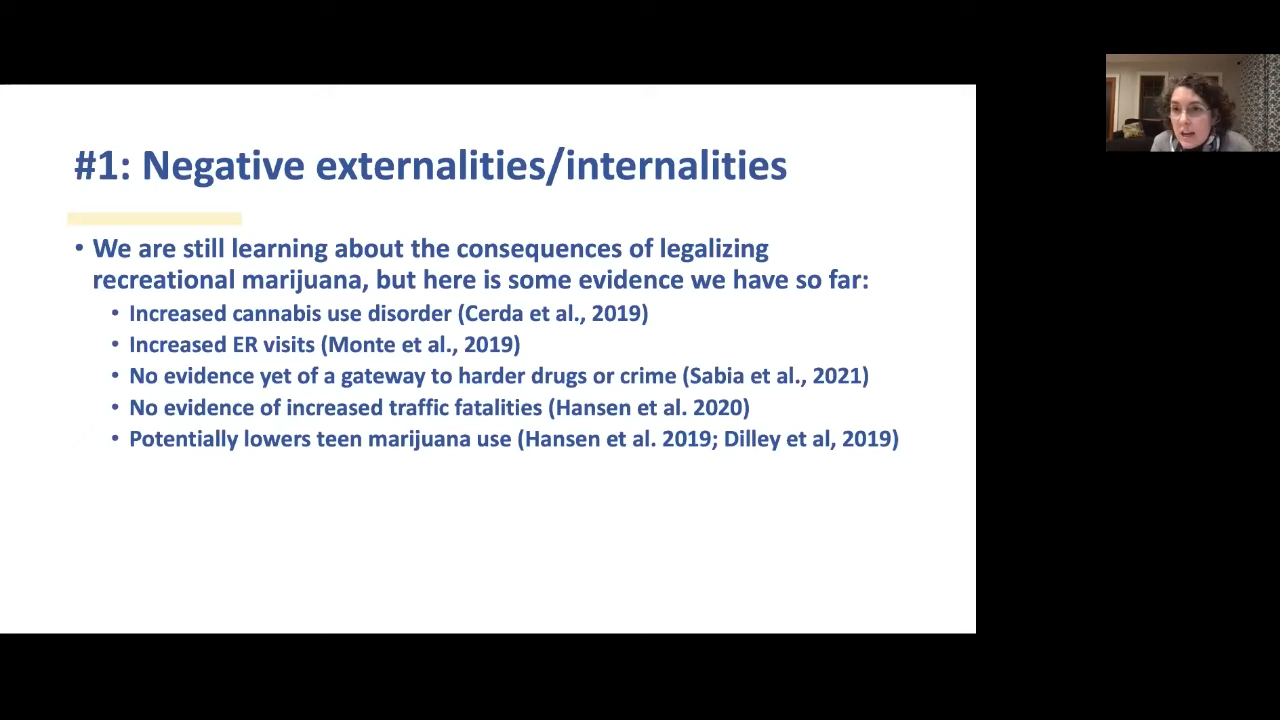 #1: Negative externalities/internalities
• We are still learning about the consequences of legalizing
recreational marijuana, but here is some evidence we have so far:
• Increased cannabis use disorder (Cerda et al., 2019)
• Increased ER visits (Monte et al., 2019)
• No evidence yet of a gateway to harder drugs or crime (Sabia et al., 2021)
• No evidence of increased traffic fatalities (Hansen et al. 2020)
• Potentially lowers teen marijuana use (Hansen et al. 2019; Dilley et al, 2019)